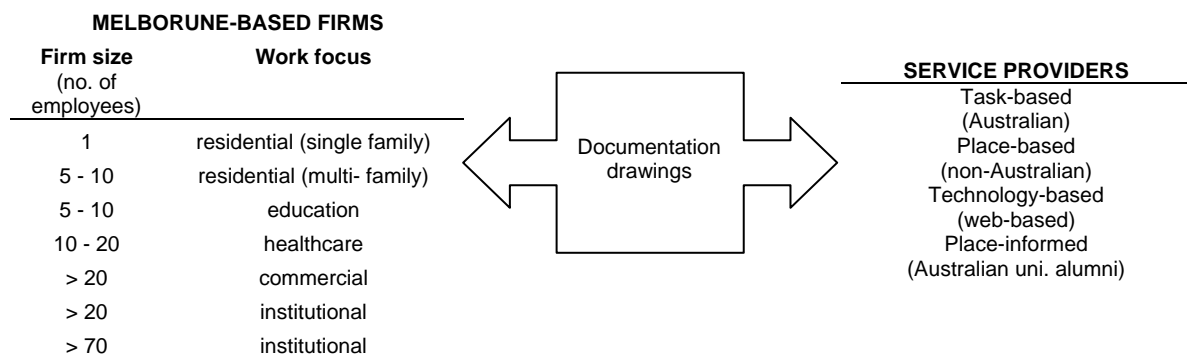 MELBORUNE-BASED FIRMS
Firm size Work focus
(no. of
employees)
1 residential (single family)
5 - 10 residential (multi- family)
5 - 10 education
10 - 20 healthcare
> 20 commercial
> 20 institutional
> 70 institutional
Documentation
drawings
SERVICE PROVIDERS
Task-based
(Australian)
Place-based
(non-Australian)
Technology-based
(web-based)
Place-informed
(Australian uni. alumni)